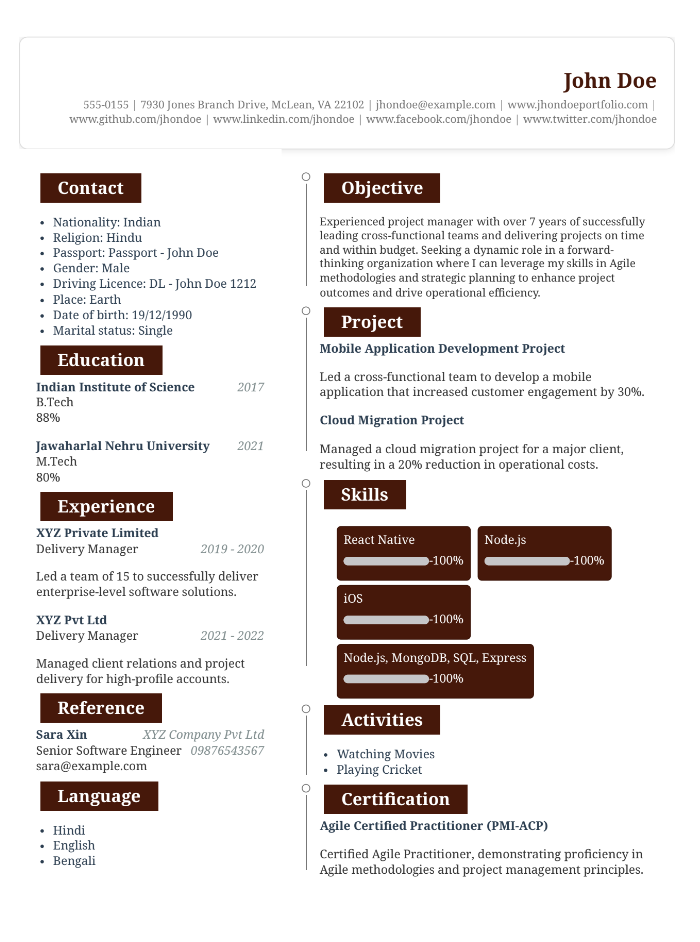 John Doe
555-0155 | 7930 Jones Branch Drive, McLean, VA 22102 | jhondoe@example.com | www.jhondoeportfolio.com |
www.github.com/jhondoe | www.linkedin.com/jhondoe | www.facebook.com/jhondoe | www.twitter.com/jhondoe
Contact
• Nationality: Indian
• Religion: Hindu
• Passport: Passport - John Doe
• Gender: Male
• Driving Licence: DL - John Doe 1212
• Place: Earth
• Date of birth: 19/12/1990
• Marital status: Single
Education
Indian Institute of Science 2017
B.Tech
88%
Jawaharlal Nehru University 2021
M.Tech
80%
Experience
XYZ Private Limited
Delivery Manager 2019 - 2020
Led a team of 15 to successfully deliver
enterprise-level software solutions.
XYZ Pvt Ltd
Delivery Manager 2021 - 2022
Managed client relations and project
delivery for high-profile accounts.
Reference
Sara Xin XYZ Company Pvt Ltd
Senior Software Engineer 09876543567
sara@example.com
Language
• Hindi
• English
• Bengali
Objective
Experienced project manager with over 7 years of successfully
leading cross-functional teams and delivering projects on time
and within budget. Seeking a dynamic role in a forward-
thinking organization where I can leverage my skills in Agile
methodologies and strategic planning to enhance project
outcomes and drive operational efficiency.
Project
Mobile Application Development Project
Led a cross-functional team to develop a mobile
application that increased customer engagement by 30%.
Cloud Migration Project
Managed a cloud migration project for a major client,
resulting in a 20% reduction in operational costs.
Skills
React Native
-100%
Node.js
-100%
iOS
-100%
Node.js, MongoDB, SQL, Express
-100%
Activities
• Watching Movies
• Playing Cricket
Certification
Agile Certified Practitioner (PMI-ACP)
Certified Agile Practitioner, demonstrating proficiency in
Agile methodologies and project management principles.